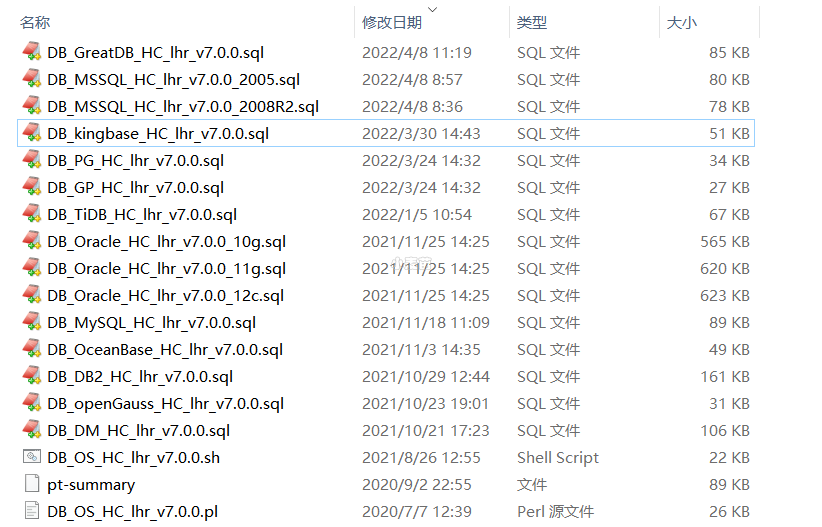 名称 修改日期 类型 大小
DB_GreatDB_HC_lhr_v7.0.0.sql 2022/4/8 11:19 SQL 文件 85 KB
DB_MSSQL_HC_lhr_v7.0.0_2005.sql 2022/4/8 8:57 SQL 文件 80 KB
DB_MSSQL_HC_lhr_v7.0.0_2008R2.sql 2022/4/8 8:36 SQL 文件 78 KB
DB_kingbase_HC_lhr_v7.0.0.sql 2022/3/30 14:43 SQL 文件 51 KB
DB_PG_HC_lhr_v7.0.0.sql 2022/3/24 14:32 SQL 文件 34 KB
DB_GP_HC_lhr_v7.0.0.sql 2022/3/24 14:32 SQL 文件 27 KB
DB_TiDB_HC_lhr_v7.0.0.sql 2022/1/5 10:54 SQL 文件 67 KB
DB_Oracle_HC_lhr_v7.0.0_10g.sql 2021/11/25 14:25 SQL 文件 565 KB
DB_Oracle_HC_lhr_v7.0.0_11g.sql 2021/11/25 14:25 SQL 文件 620 KB
DB_Oracle_HC_lhr_v7.0.0_12c.sql 2021/11/25 14:25 SQL 文件 623 KB
DB_MySQL_HC_lhr_v7.0.0.sql 2021/11/18 11:09 SQL 文件 89 KB
DB_OceanBase_HC_lhr_v7.0.0.sql 2021/11/3 14:35 SQL 文件 49 KB
DB_DB2_HC_lhr_v7.0.0.sql 2021/10/29 12:44 SQL 文件 161 KB
DB_openGauss_HC_lhr_v7.0.0.sql 2021/10/23 19:01 SQL 文件 31 KB
DB_DM_HC_lhr_v7.0.0.sql 2021/10/21 17:23 SQL 文件 106 KB
DB_OS_HC_lhr_v7.0.0.sh 2021/8/26 12:55 Shell Script 22 KB
pt-summary 2020/9/2 22:55 文件 89 KB
DB_OS_HC_lhr_v7.0.0.pl 2020/7/7 12:39 Perl 源文件 26 KB